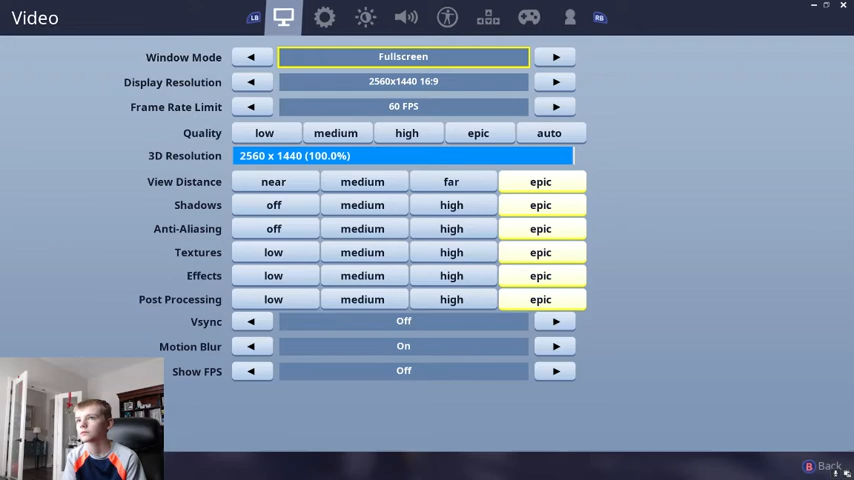 Video LB RB
Window Mode Fullscreen
Display Resolution 2560x1440 16:9
Frame Rate Limit 60 FPS
Quality low medium high epic auto
3D Resolution 2560 x 1440 (100.0%)
View Distance near medium far epic
Shadows off medium high epic
Anti-Aliasing off medium high epic
Textures low medium high epic
Effects low medium high epic
Post Processing low medium high epic
Vsync Off
Motion Blur On
Show FPS Off
B Back